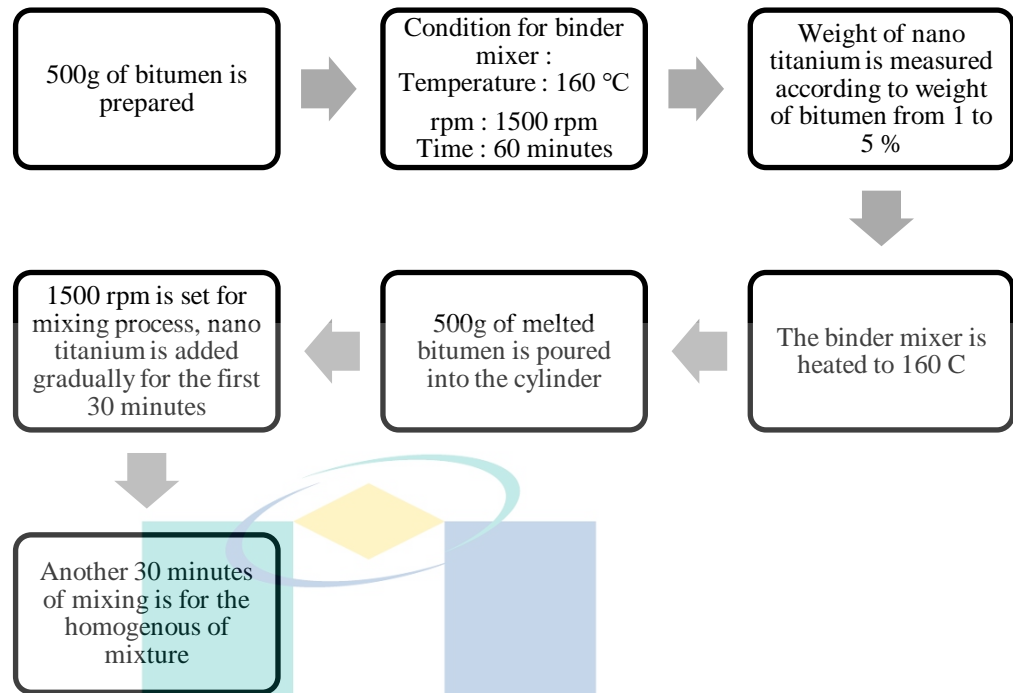 500g of bitumen is
prepared
Condition for binder
mixer :
Temperature : 160 °C
rpm : 1500 rpm
Time : 60 minutes
Weight of nano
titanium is measured
according to weight
of bitumen from 1 to
5 %
The binder mixer is
heated to 160 C
500g of melted
bitumen is poured
into the cylinder
1500 rpm is set for
mixing process, nano
titanium is added
gradually for the first
30 minutes
Another 30 minutes
of mixing is for the
homogenous of
mixture